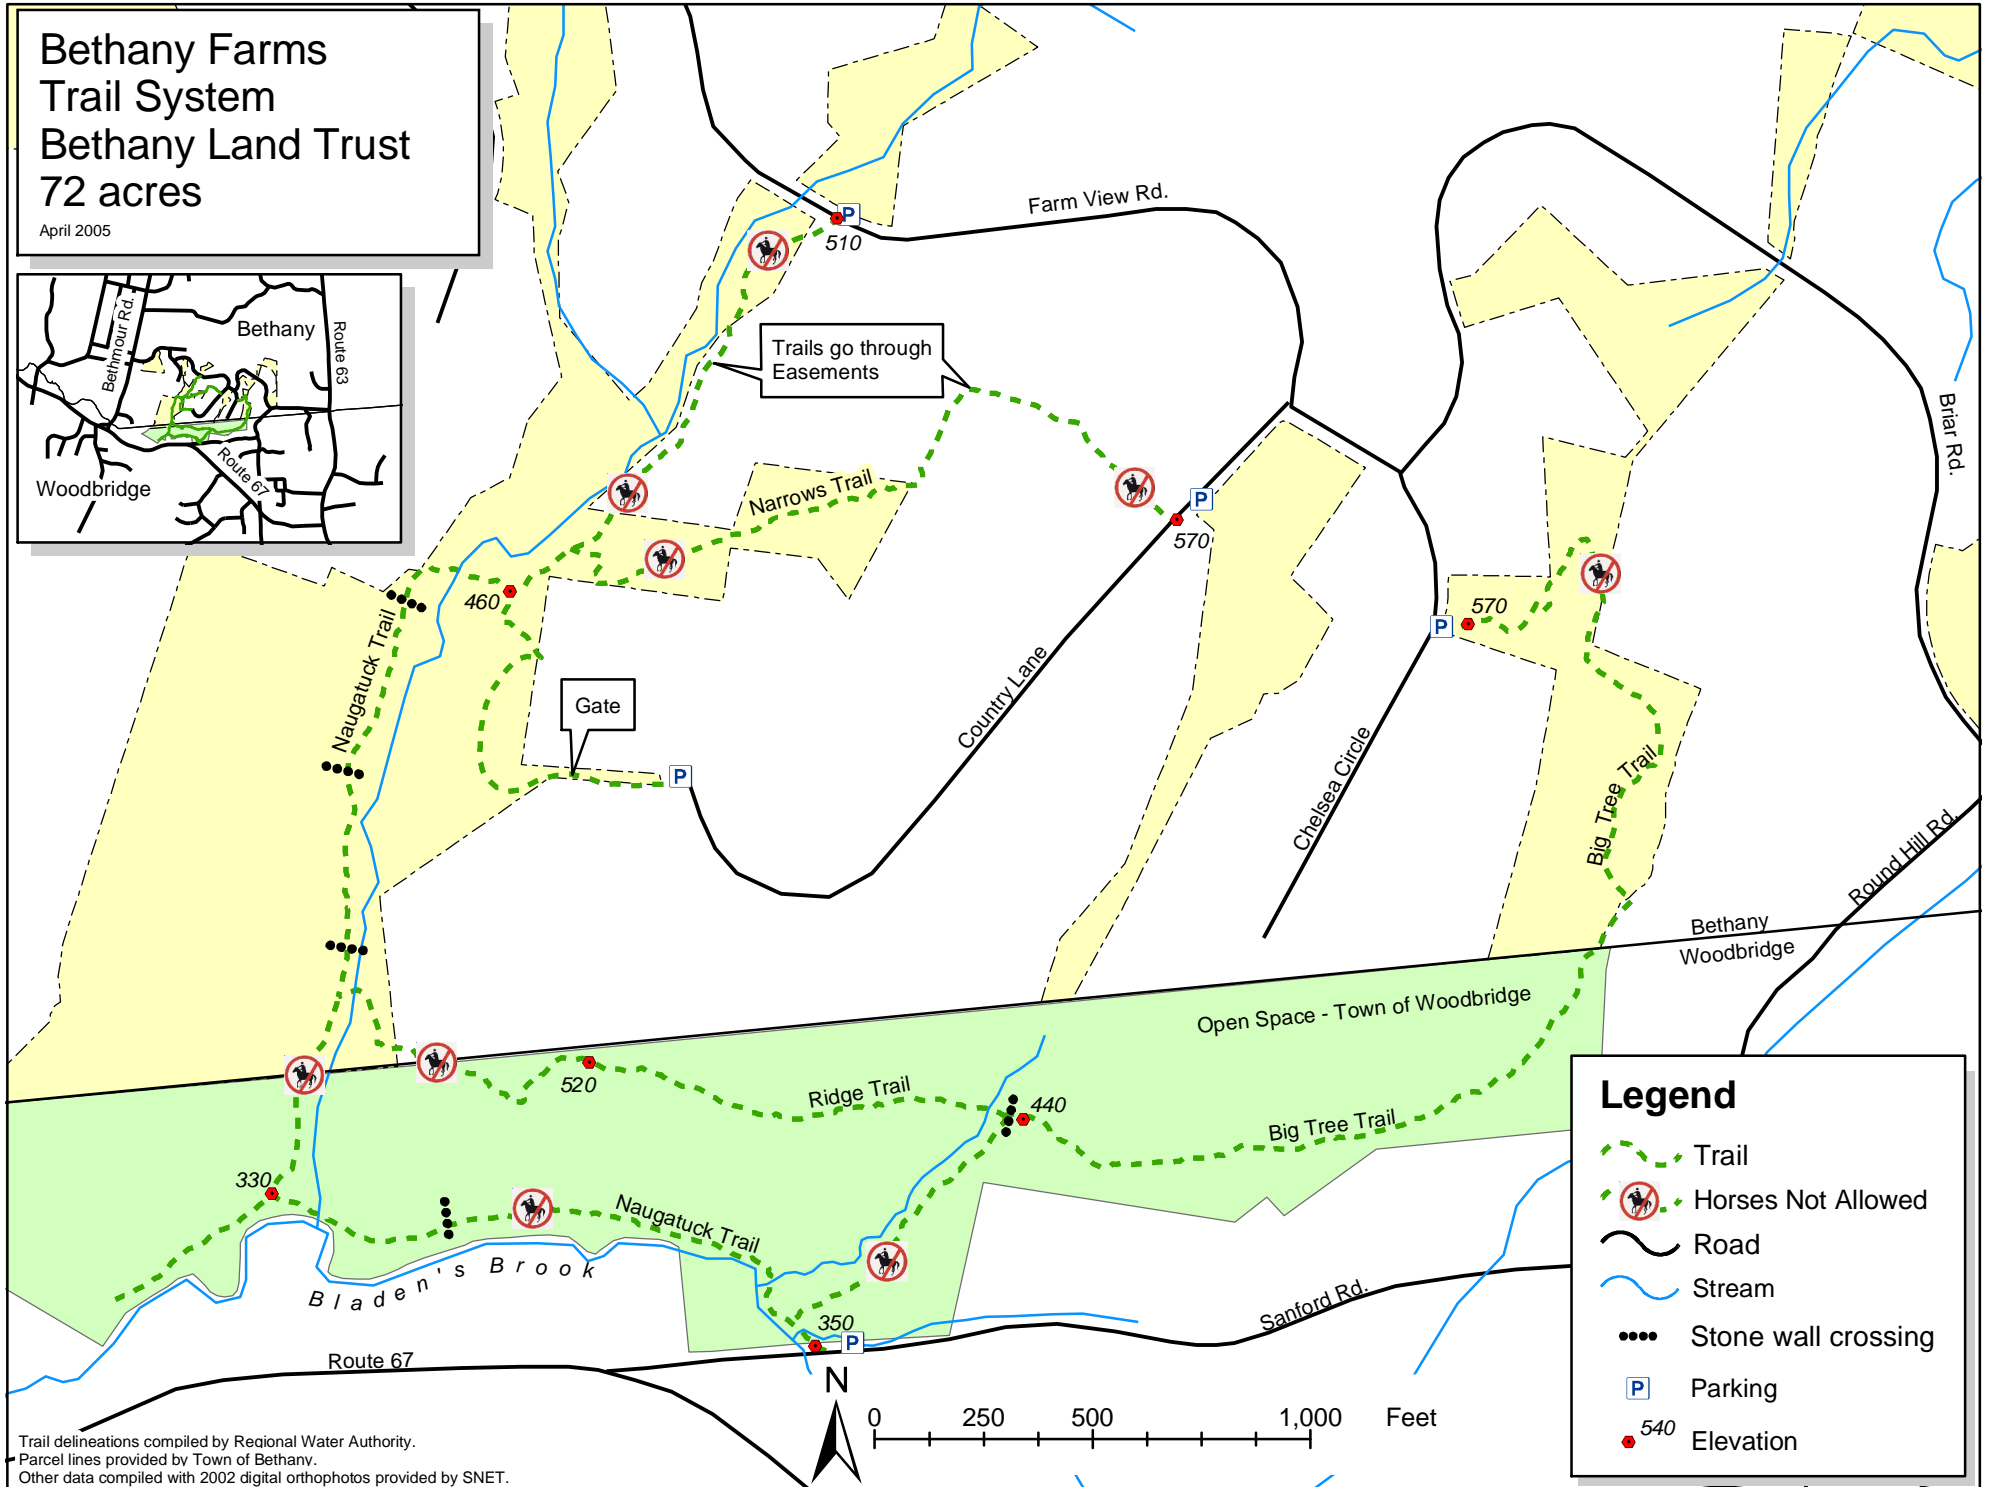 Bethany Farms
Trail System
Bethany Land Trust
72 acres
April 2005
Bethmour Rd.
Bethany
Route 63
Route 67
Woodbridge
Farm View Rd.
P
510
Trails go through
Easements
Narrows Trail
P
570
460
Naugatuck Trail
Gate
P
Country Lane
Chelsea Circle
570
P
Briar Rd.
Big Tree Trail
Round Hill Rd.
Bethany
Woodbridge
Open Space - Town of Woodbridge
520
Ridge Trail
440
Big Tree Trail
330
Naugatuck Trail
Bladen's Brook
350
P
Sanford Rd.
Route 67
N
0 250 500 1,000 Feet
Legend
Trail
Horses Not Allowed
Road
Stream
Stone wall crossing
P Parking
540 Elevation
Trail delineations compiled by Regional Water Authority.
Parcel lines provided by Town of Bethany.
Other data compiled with 2002 digital orthophotos provided by SNET.